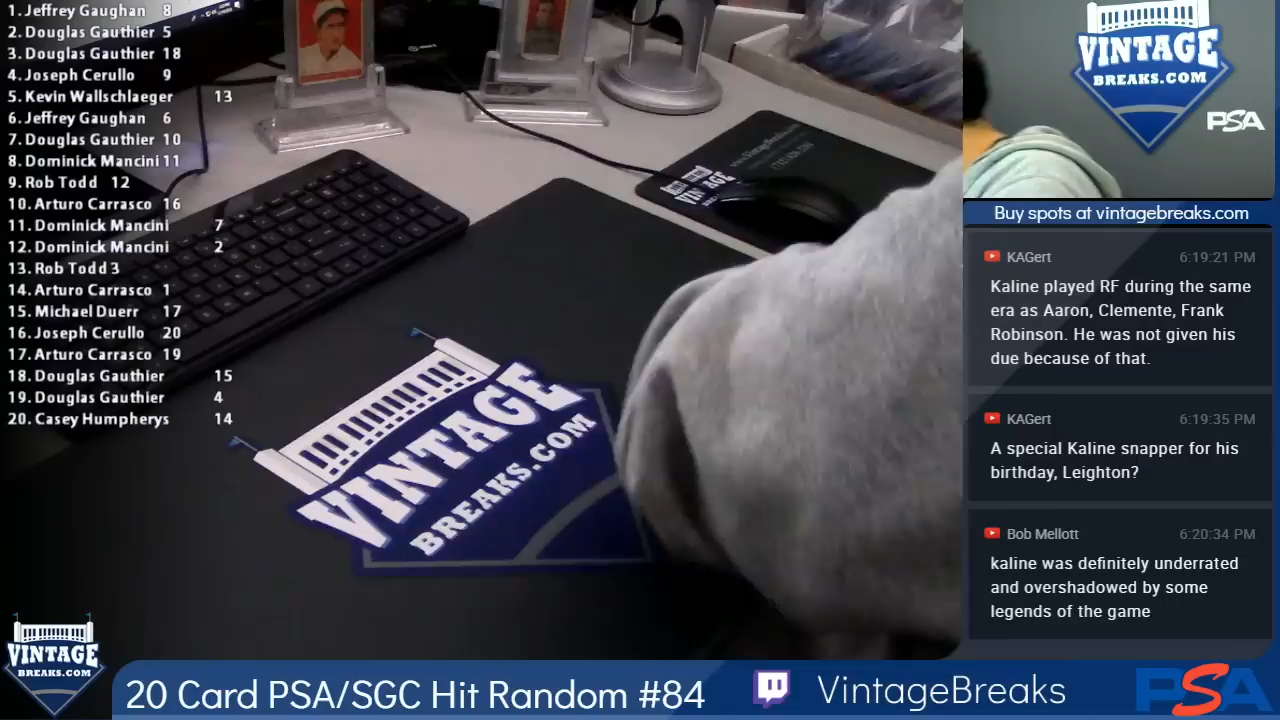 1. Jeffrey Gaughan 8
2. Douglas Gauthier 5
3. Douglas Gauthier 18
4. Joseph Cerullo 9
5. Kevin Wallschlaeger 13
6. Jeffrey Gaughan 6
7. Douglas Gauthier 10
8. Dominick Mancini 11
9. Rob Todd 12
10. Arturo Carrasco 16
11. Dominick Mancini 7
12. Dominick Mancini 2
13. Rob Todd 3
14. Arturo Carrasco 1
15. Michael Duerr 17
16. Joseph Cerullo 20
17. Arturo Carrasco 19
18. Douglas Gauthier 15
19. Douglas Gauthier 4
20. Casey Humpherys 14
VINTAGE
BREAKS.COM
VINTAGE
BREAKS.COM
PSA
Buy spots at vintagebreaks.com
KAGert 6:19:21 PM
Kaline played RF during the same
era as Aaron, Clemente, Frank
Robinson. He was not given his
due because of that.
KAGert 6:19:35 PM
A special Kaline snapper for his
birthday, Leighton?
Bob Mellott 6:20:34 PM
kaline was definitely underrated
and overshadowed by some
legends of the game
VINTAGE
BREAKS.COM
20 Card PSA/SGC Hit Random #84
VintageBreaks
PSA